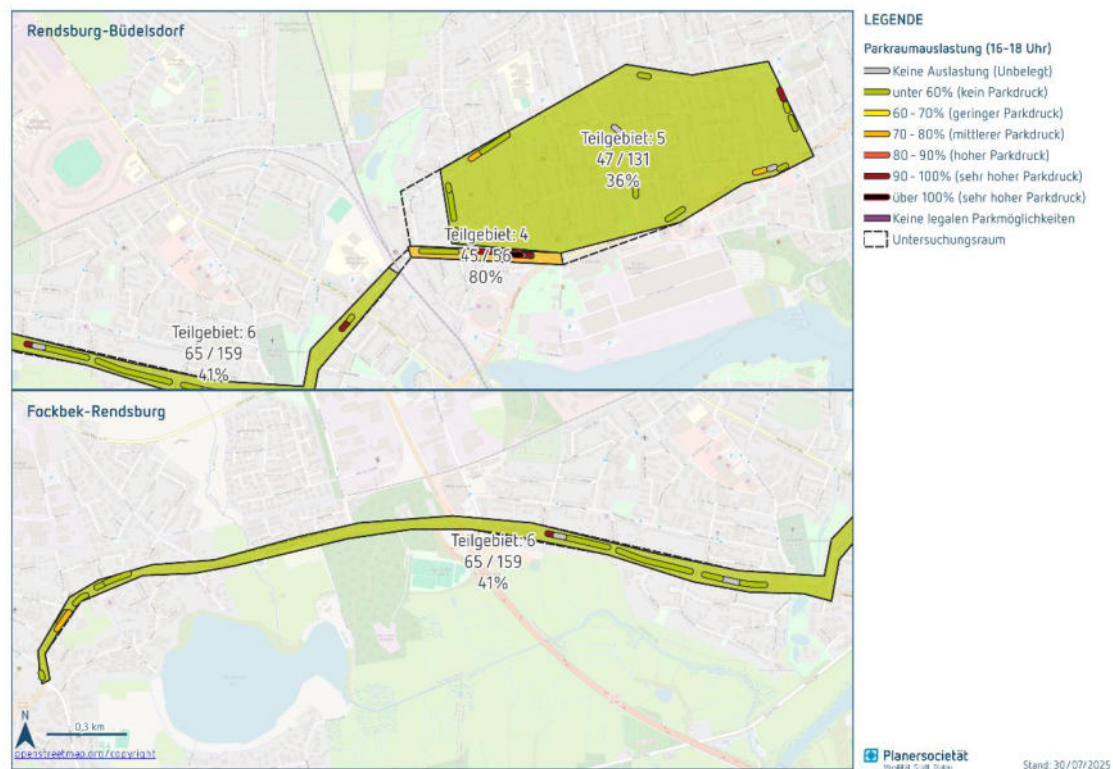 Rendsburg-Büdelsdorf
Teilgebiet: 5
47 / 131
36%
Teilgebiet: 4
45 / 56
80%
Teilgebiet: 6
65 / 159
41%
Fockbek-Rendsburg
Teilgebiet: 6
65 / 159
41%
N
0,3 km
openstreetmap.org/copyright
LEGENDE
Parkraumauslastung (16-18 Uhr)
Keine Auslastung (Unbelegt)
unter 60% (kein Parkdruck)
60 - 70% (geringer Parkdruck)
70 - 80% (mittlerer Parkdruck)
80 - 90% (hoher Parkdruck)
90 - 100% (sehr hoher Parkdruck)
über 100% (sehr hoher Parkdruck)
Keine legalen Parkmöglichkeiten
Untersuchungsraum
Planersocietät
Stand: 30/07/2025